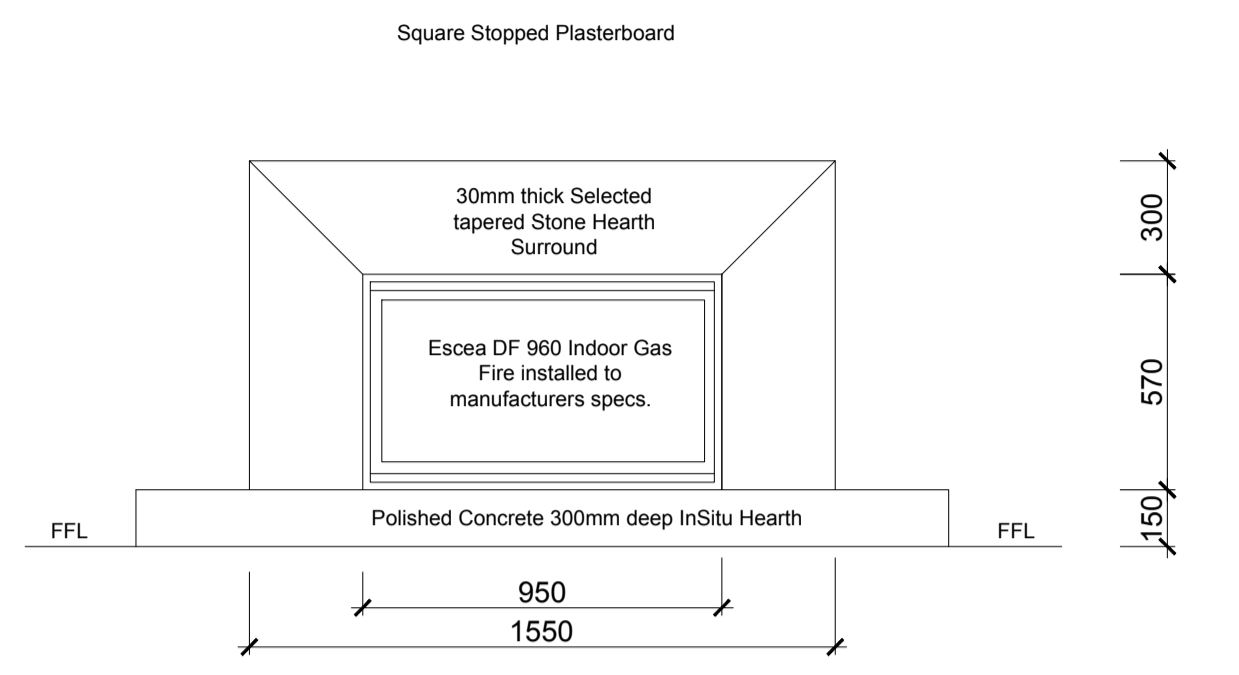 Square Stopped Plasterboard
30mm thick Selected
tapered Stone Hearth
Surround
300
Escea DF 960 Indoor Gas
Fire installed to
manufacturers specs.
570
Polished Concrete 300mm deep InSitu Hearth
150
FFL
FFL
950
1550